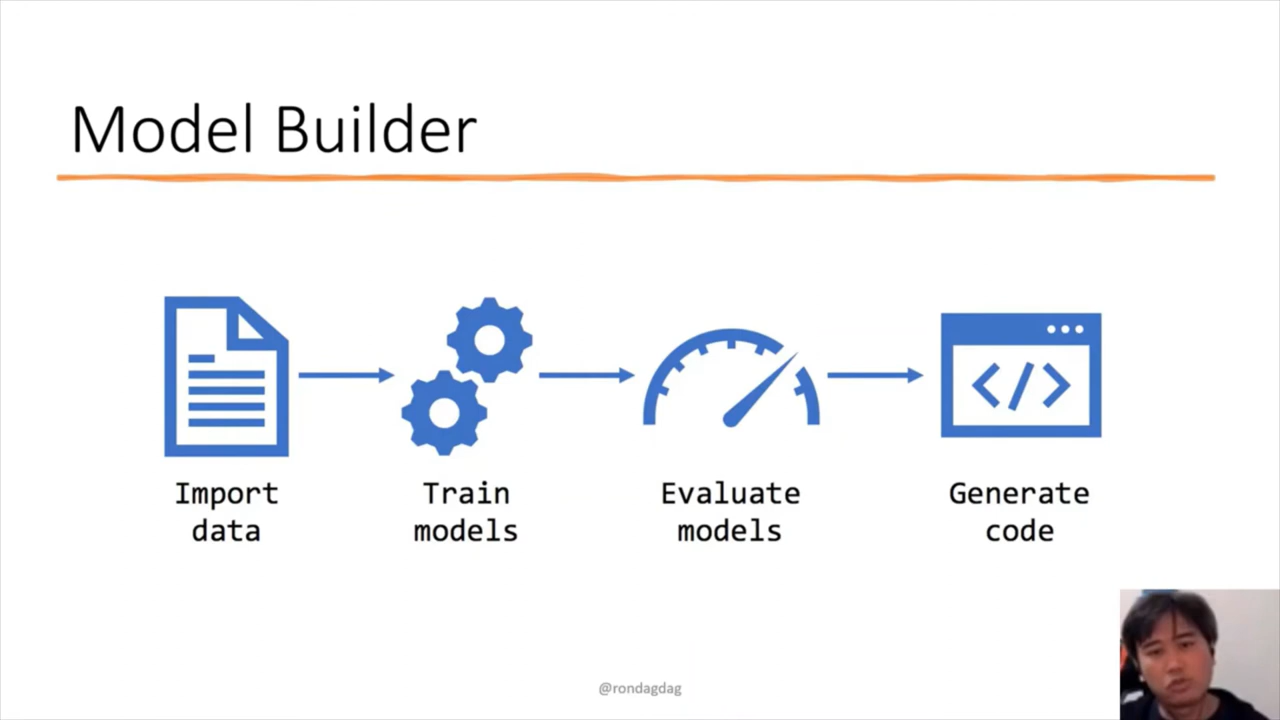 Model Builder
Import
data
Train
models
Evaluate
models
Generate
code
@rondagdag